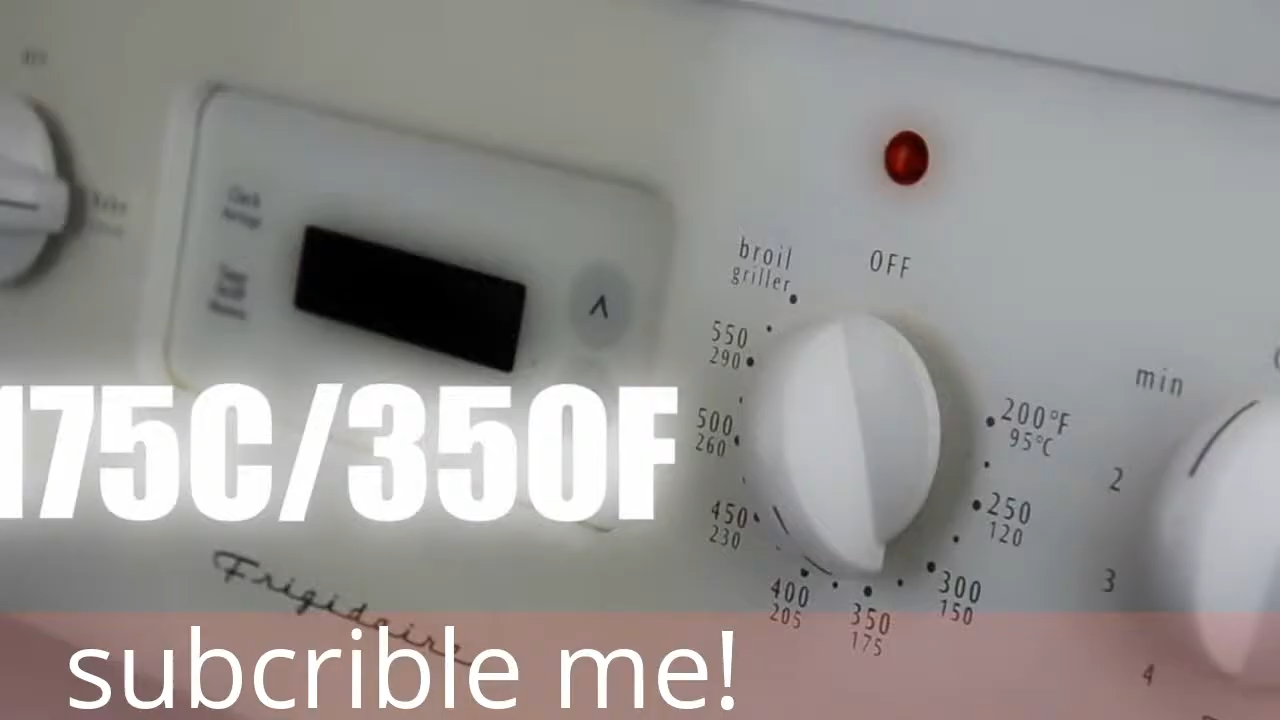 broil
griller
OFF
550
290
500
260
450
230
400
205
350
175
300
150
250
120
200°F
95°C
min
2
3
4
175C/350F
Frigidaire
subcrible me!